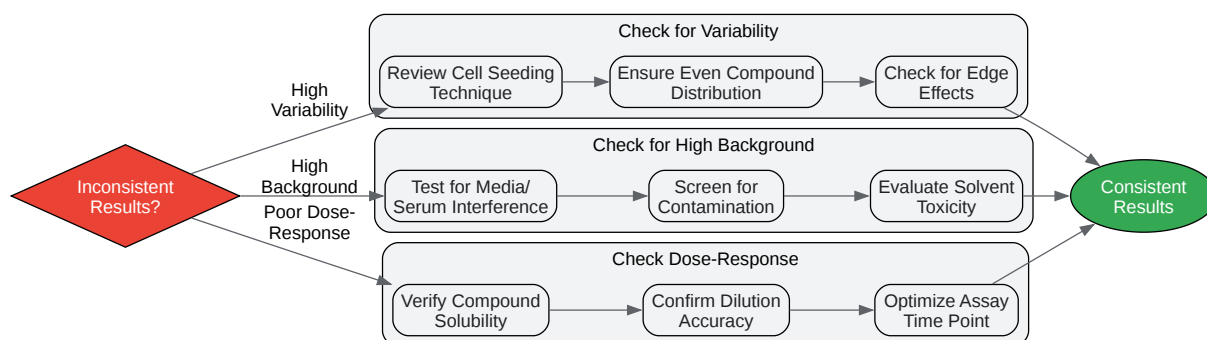 Inconsistent
Results?
High
Variability
High
Background
Poor Dose-
Response
Check for Variability
Review Cell Seeding
Technique
Ensure Even Compound
Distribution
Check for Edge
Effects
Check for High Background
Test for Media/
Serum Interference
Screen for
Contamination
Evaluate Solvent
Toxicity
Check Dose-Response
Verify Compound
Solubility
Confirm Dilution
Accuracy
Optimize Assay
Time Point
Consistent
Results